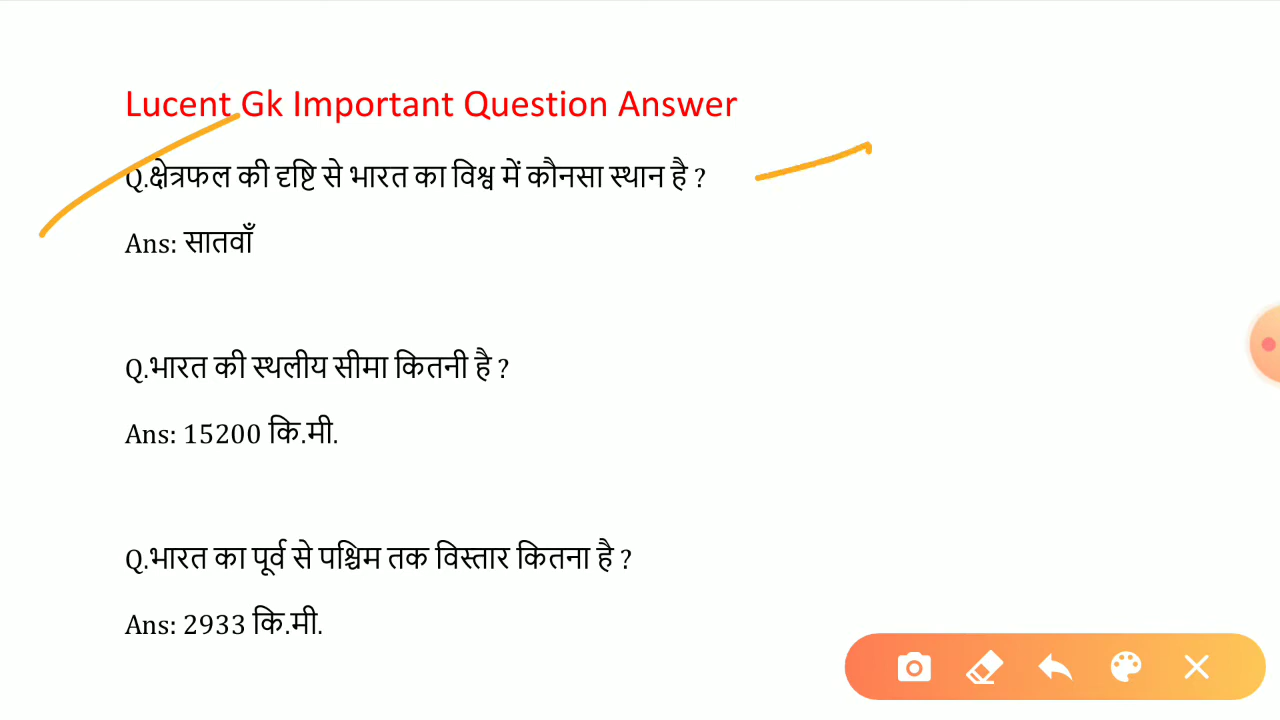 Lucent Gk Important Question Answer
Q.क्षेत्रफल की दृष्टि से भारत का विश्व में कौनसा स्थान है ?
Ans: सातवाँ
Q.भारत की स्थलीय सीमा कितनी है ?
Ans: 15200 कि.मी.
Q.भारत का पूर्व से पश्चिम तक विस्तार कितना है ?
Ans: 2933 कि.मी.